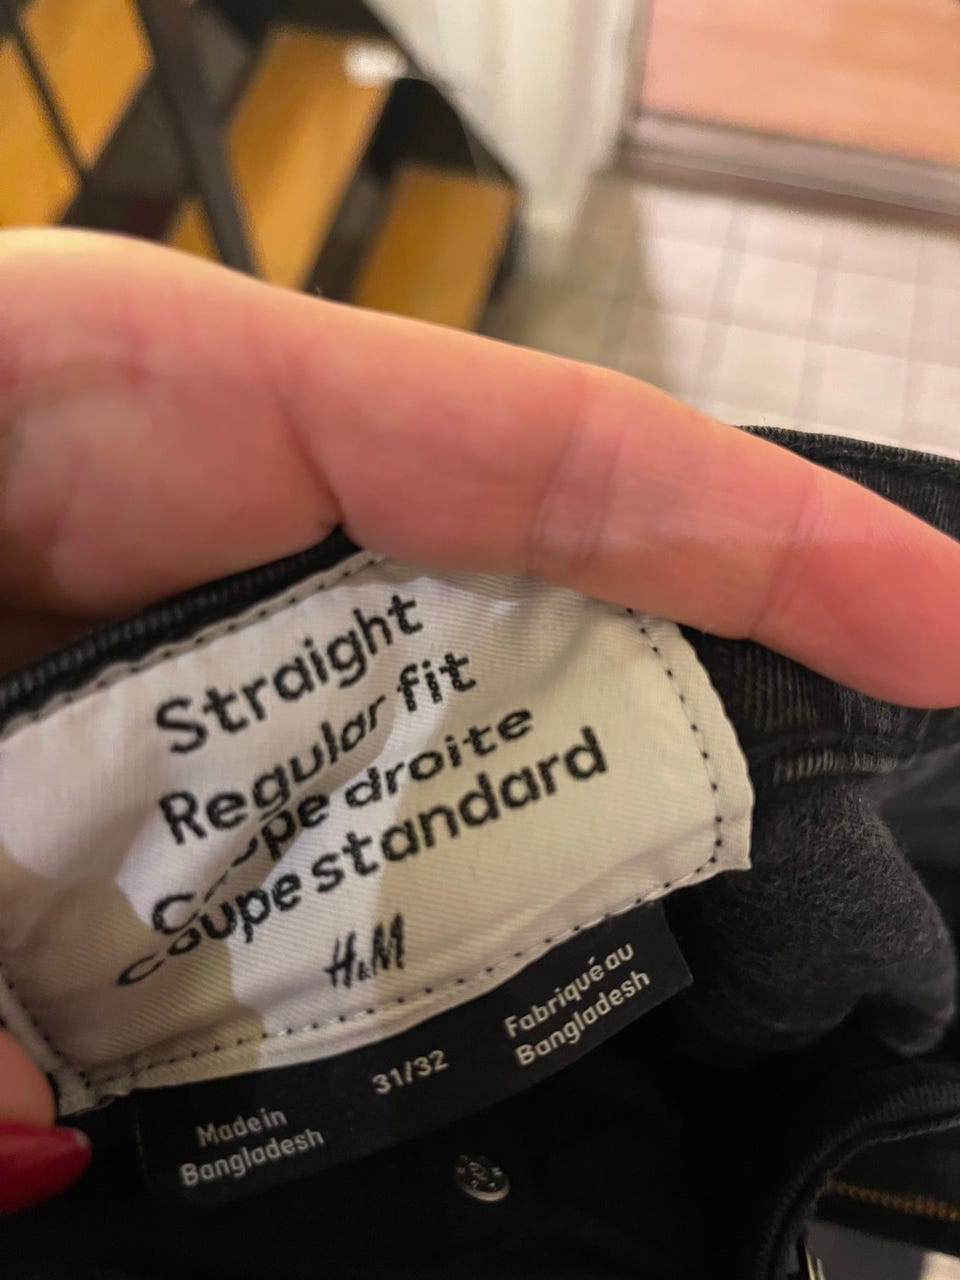 Straight
Regular fit
Coupe droite
Coupe standard
H&M
31/32
Made in
Bangladesh
Fabriqué au
Bangladesh